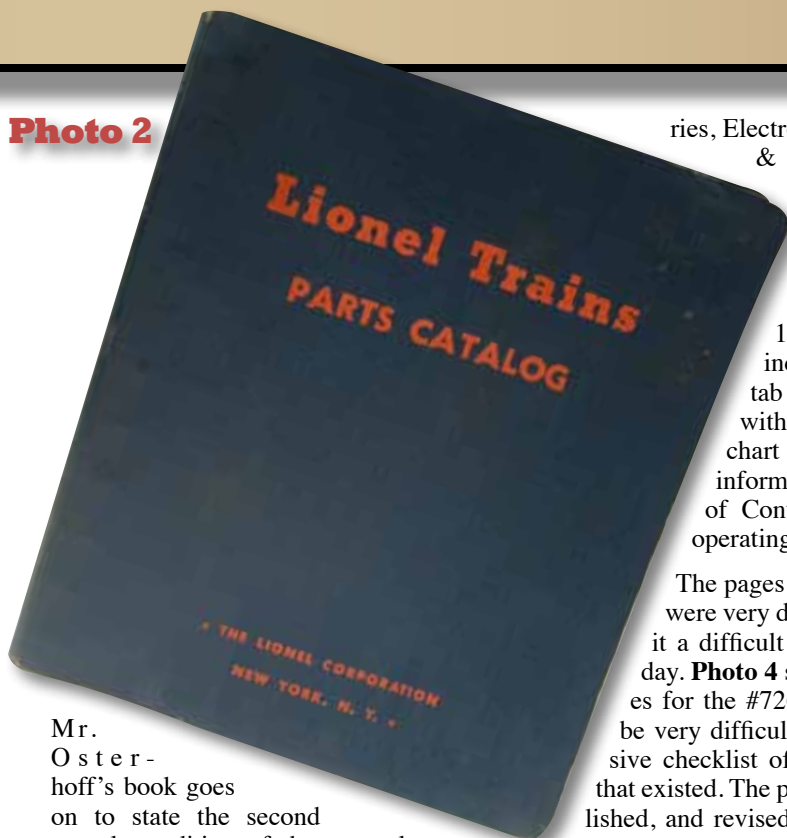 Photo 2
Lionel Trains
PARTS CATALOG
THE LIONEL CORPORATION
NEW YORK, N. Y.
Mr.
Oster-
hoff's book goes
on to state the second
ries, Electr
&
tab
with
chart
inform
of Con
operating
The pages
were very d
it a difficult
day. Photo 4 s
es for the #72
be very difficul
sive checklist of
that existed. The p
lished, and revised